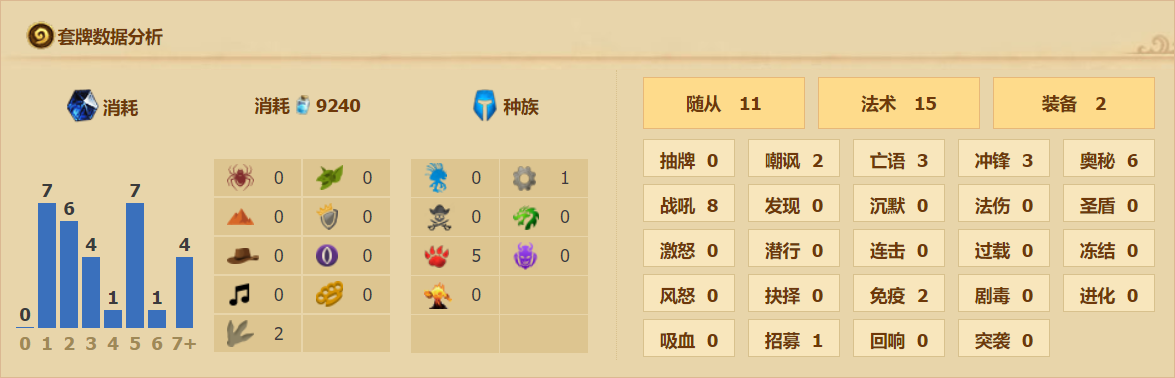 套牌数据分析
消耗
消耗 9240
种族
随从 11
法术 15
装备 2
抽牌 0
嘲讽 2
亡语 3
冲锋 3
奥秘 6
战吼 8
发现 0
沉默 0
法伤 0
圣盾 0
激怒 0
潜行 0
连击 0
过载 0
冻结 0
风怒 0
抉择 0
免疫 2
剧毒 0
进化 0
吸血 0
招募 1
回响 0
突袭 0
0 7 6 4 1 7 1 4
0 1 2 3 4 5 6 7+
0 0
0 0
0 0
0 0
2
0 1
0 0
5 0
0